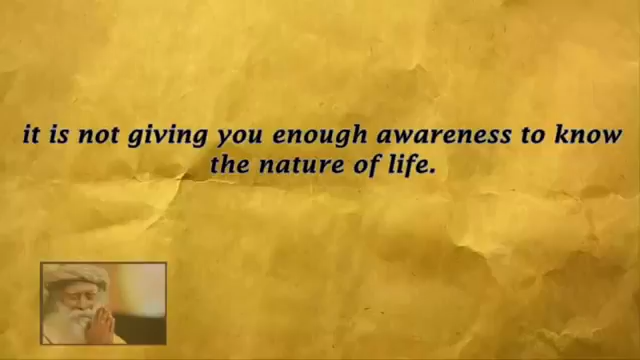 it is not giving you enough awareness to know
the nature of life.